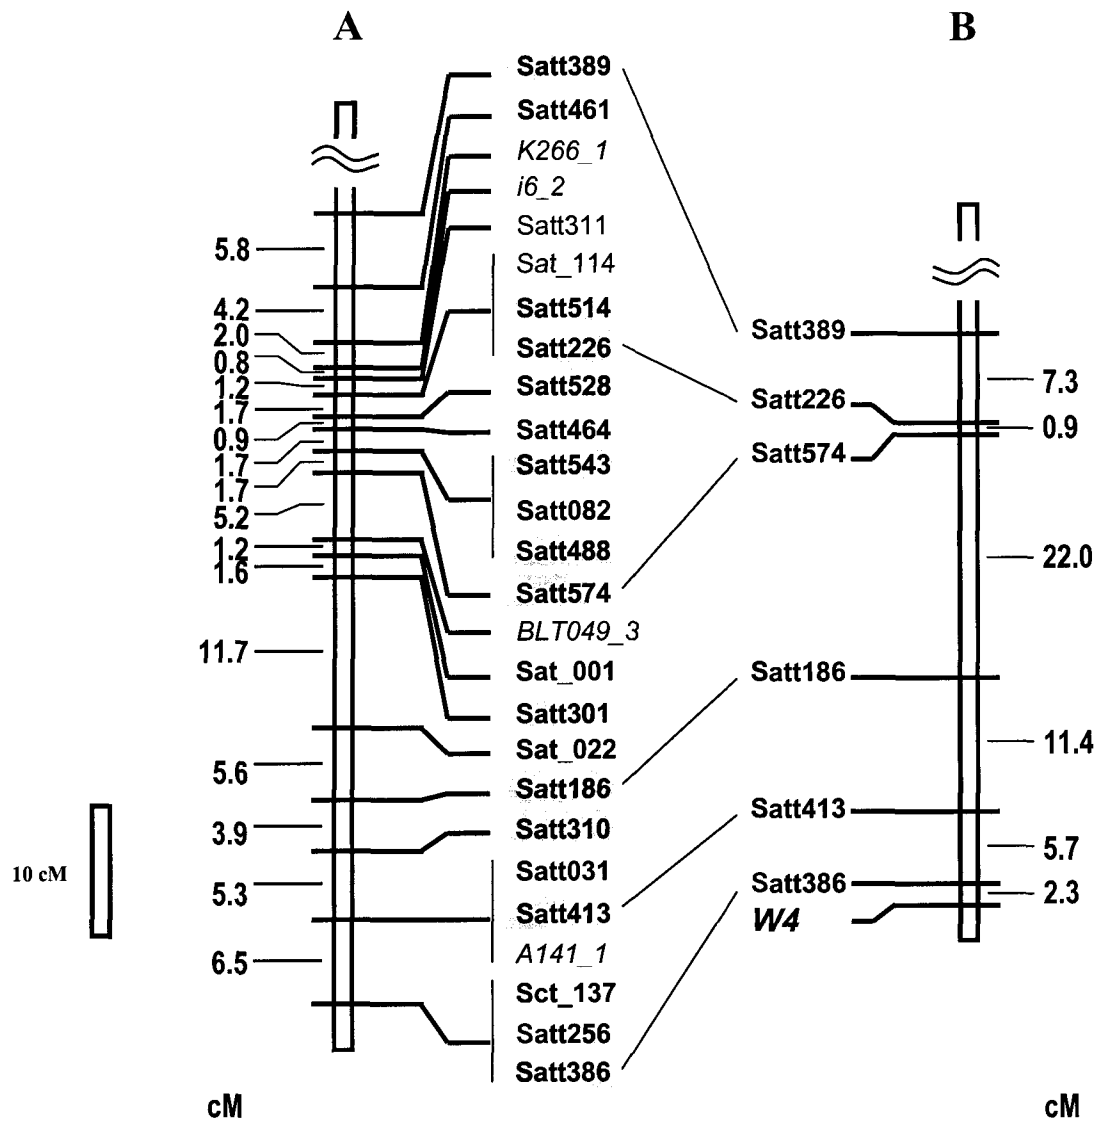 A
B
Satt389
Satt461
K266_1
i6_2
Satt311
Sat_114
Satt514
Satt226
Satt528
Satt464
Satt543
Satt082
Satt488
Satt574
BLT049_3
Sat_001
Satt301
Sat_022
Satt186
Satt310
Satt031
Satt413
A141_1
Sct_137
Satt256
Satt386
5.8
4.2
2.0
0.8
1.2
1.7
0.9
1.7
1.7
5.2
1.2
1.6
11.7
5.6
3.9
5.3
6.5
cM
10 cM
Satt389
Satt226
Satt574
Satt186
Satt413
Satt386
W4
7.3
0.9
22.0
11.4
5.7
2.3
cM